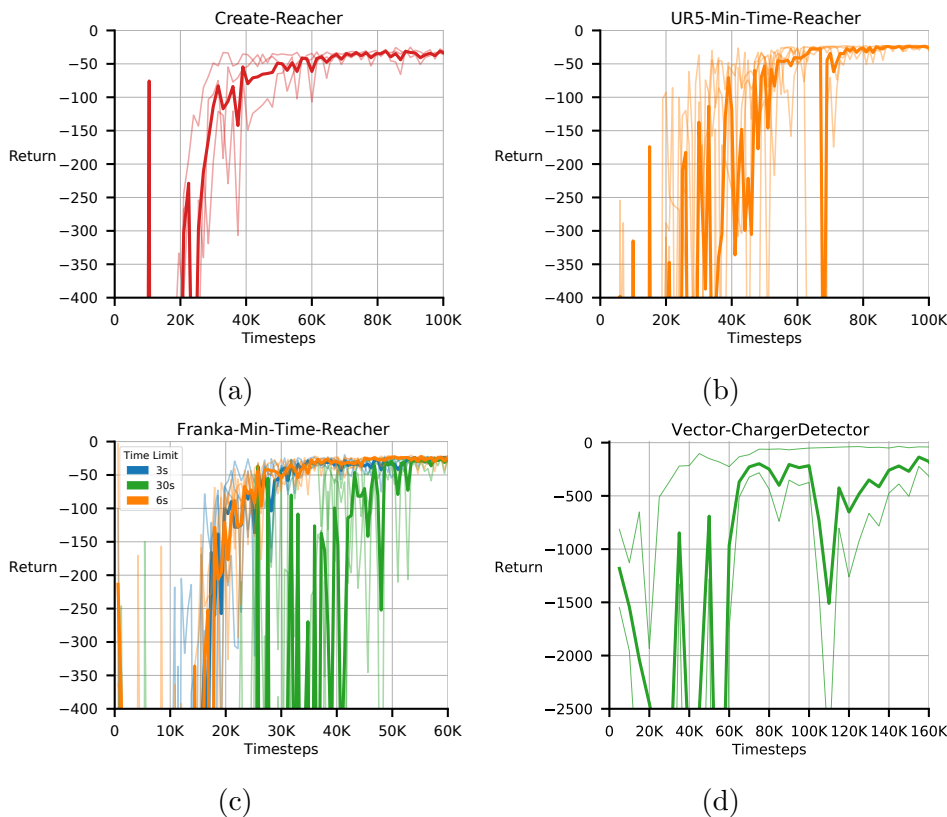 Create-Reacher
0
−50
−100
−150
Return
−200
−250
−300
−350
−400
0 20K 40K 60K 80K 100K
Timesteps
(a)
UR5-Min-Time-Reacher
0
−50
−100
−150
Return
−200
−250
−300
−350
−400
0 20K 40K 60K 80K 100K
Timesteps
(b)
Franka-Min-Time-Reacher
Time Limit
3s
30s
6s
0
−50
−100
−150
Return
−200
−250
−300
−350
−400
0 10K 20K 30K 40K 50K 60K
Timesteps
(c)
Vector-ChargerDetector
0
−500
−1000
Return
−1500
−2000
−2500
0 20K 40K 60K 80K 100K 120K 140K 160K
Timesteps
(d)